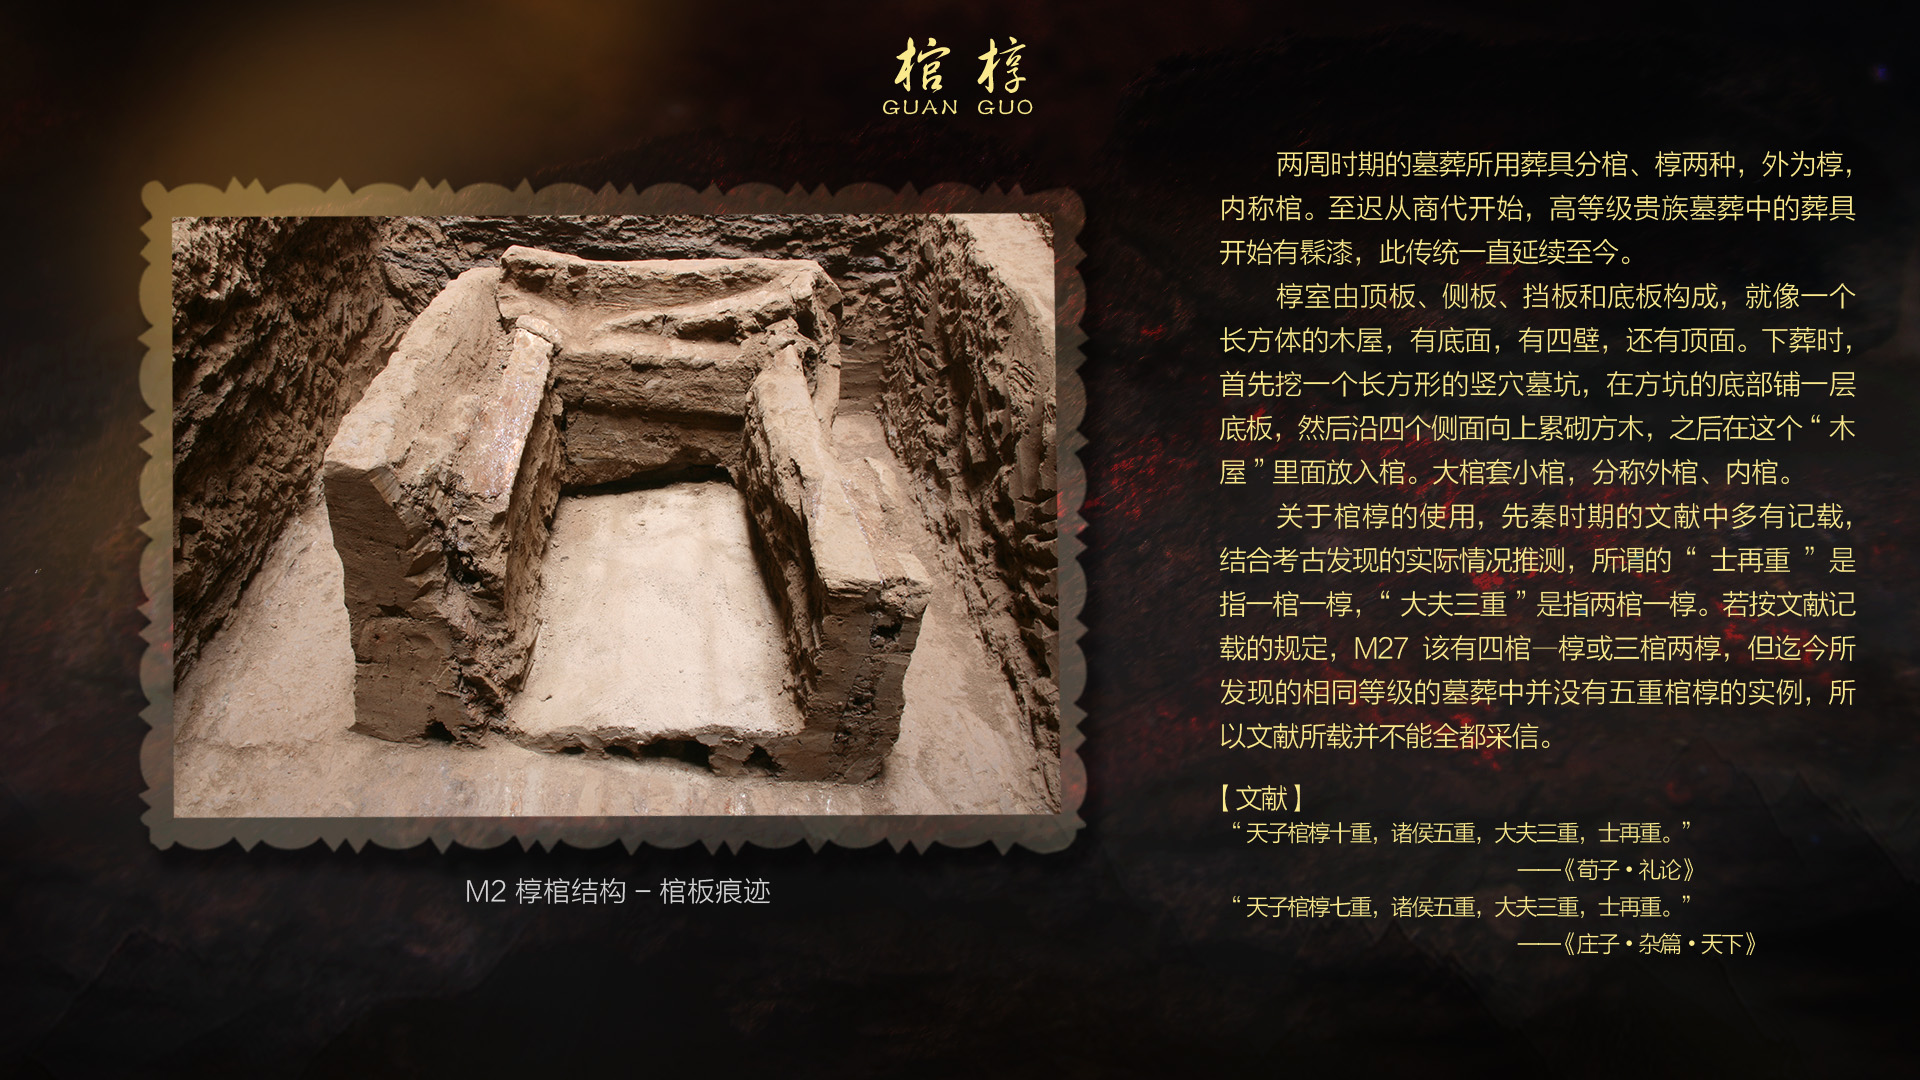 棺 椁
GUAN GUO
两周时期的墓葬所用葬具分棺、椁两种，外为椁，
内称棺。至迟从商代开始，高等级贵族墓葬中的葬具
开始有髹漆，此传统一直延续至今。
椁室由顶板、侧板、挡板和底板构成，就像一个
长方体的木屋，有底面，有四壁，还有顶面。下葬时，
首先挖一个长方形的竖穴墓坑，在方坑的底部铺一层
底板，然后沿四个侧面向上累砌方木，之后在这个“木
屋”里面放入棺。大棺套小棺，分称外棺、内棺。
关于棺椁的使用，先秦时期的文献中多有记载，
结合考古发现的实际情况推测，所谓的“ 士再重 ”是
指一棺一椁，“ 大夫三重 ”是指两棺一椁。若按文献记
载的规定，M27 该有四棺一椁或三棺两椁，但迄今所
发现的相同等级的墓葬中并没有五重棺椁的实例，所
以文献所载并不能全都采信。
【文献】
“天子棺椁十重，诸侯五重，大夫三重，士再重。”
——《荀子•礼论》
“天子棺椁七重，诸侯五重，大夫三重，士再重。”
——《庄子•杂篇•天下》
M2 椁棺结构 – 棺板痕迹